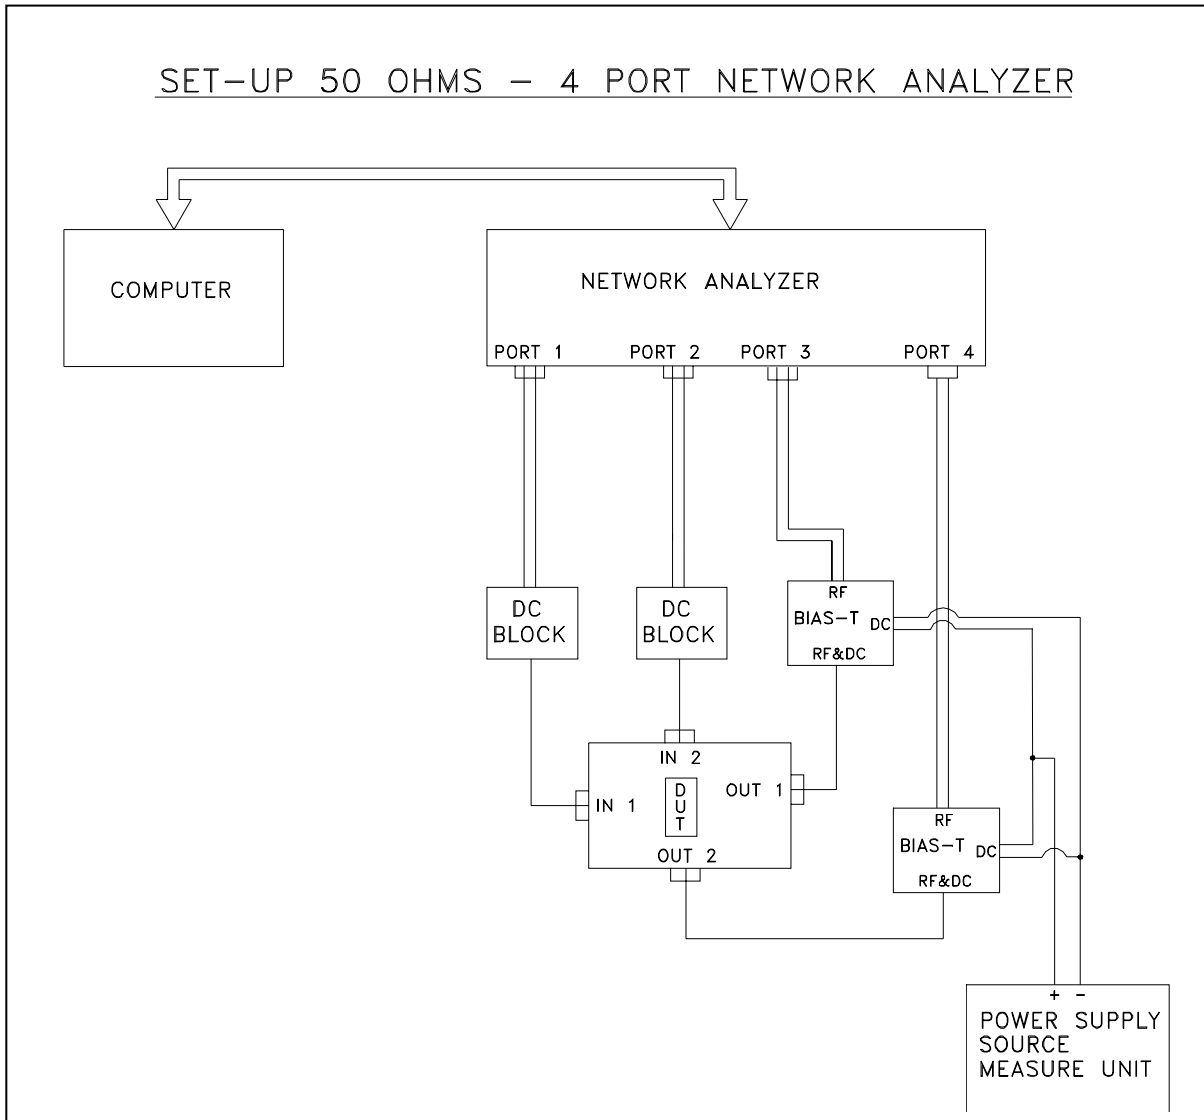 SET-UP 50 OHMS - 4 PORT NETWORK ANALYZER
COMPUTER
NETWORK ANALYZER
PORT 1
PORT 2
PORT 3
PORT 4
DC
BLOCK
DC
BLOCK
RF
BIAS-T
DC
RF&DC
IN 2
IN 1
DUT
OUT 1
OUT 2
RF
BIAS-T
DC
RF&DC
+ -
POWER SUPPLY
SOURCE
MEASURE UNIT